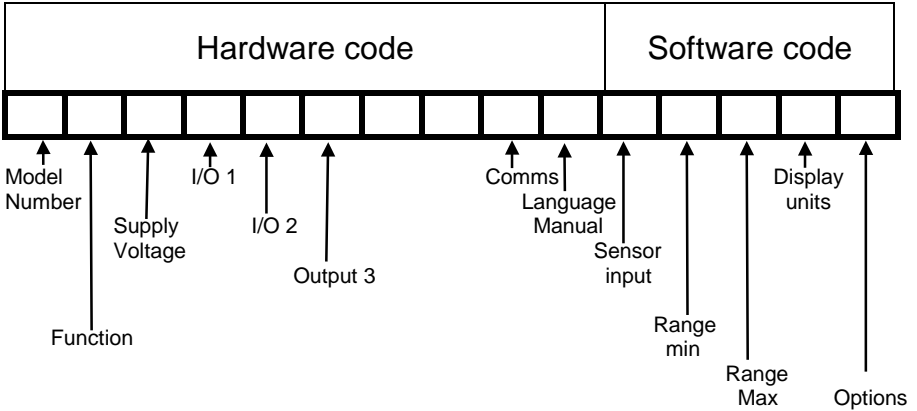 Hardware code
Software code
Model
Number
Function
Supply
Voltage
I/O 1
I/O 2
Output 3
Comms
Language
Manual
Sensor
input
Range
min
Range
Max
Display
units
Options